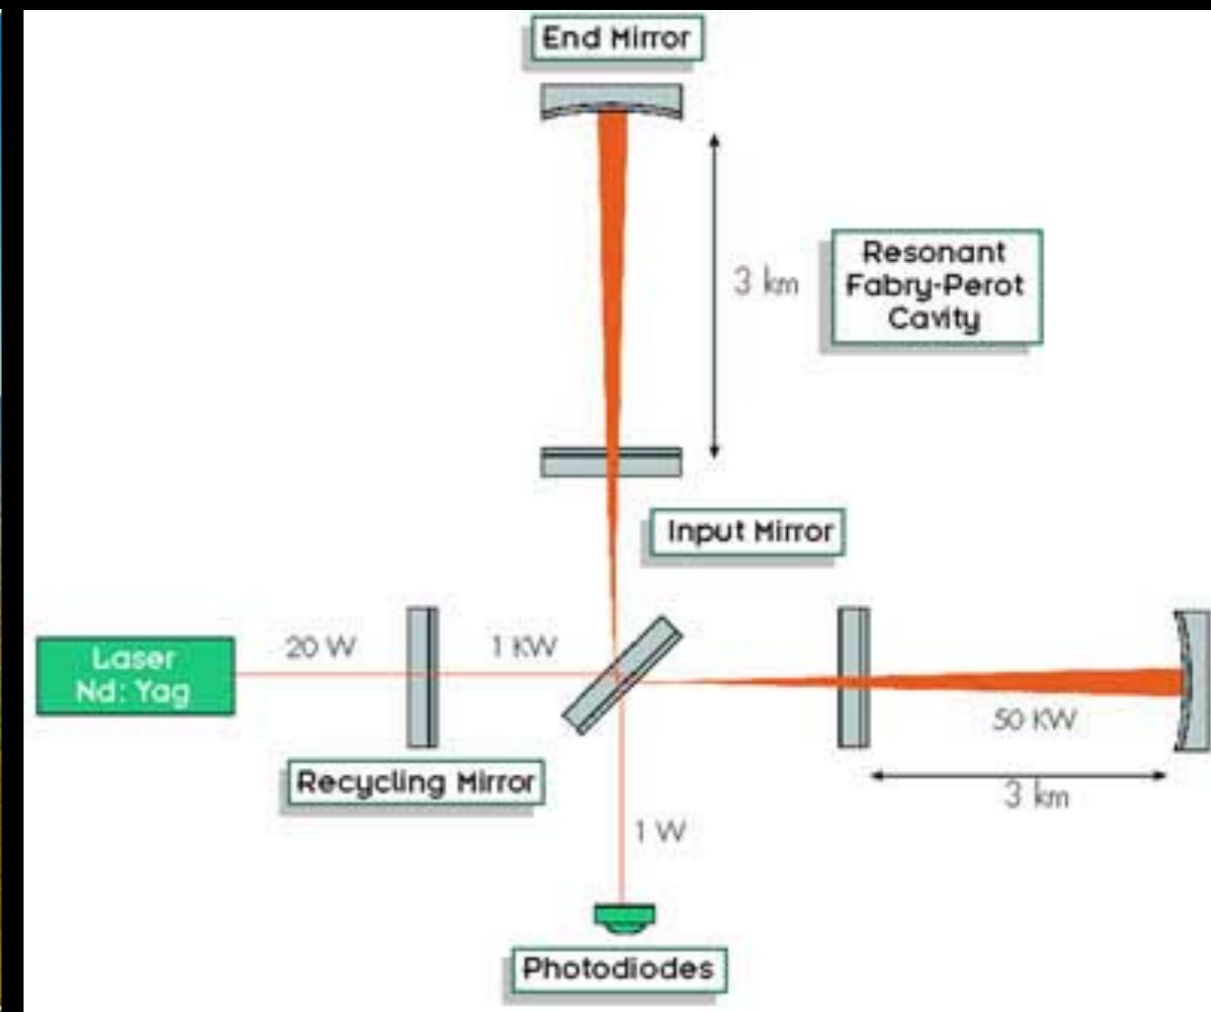 End Mirror
3 km
Resonant
Fabry-Perot
Cavity
Input Mirror
Laser
Nd: Yag
20 W
1 KW
50 KW
3 km
Recycling Mirror
1 W
Photodiodes